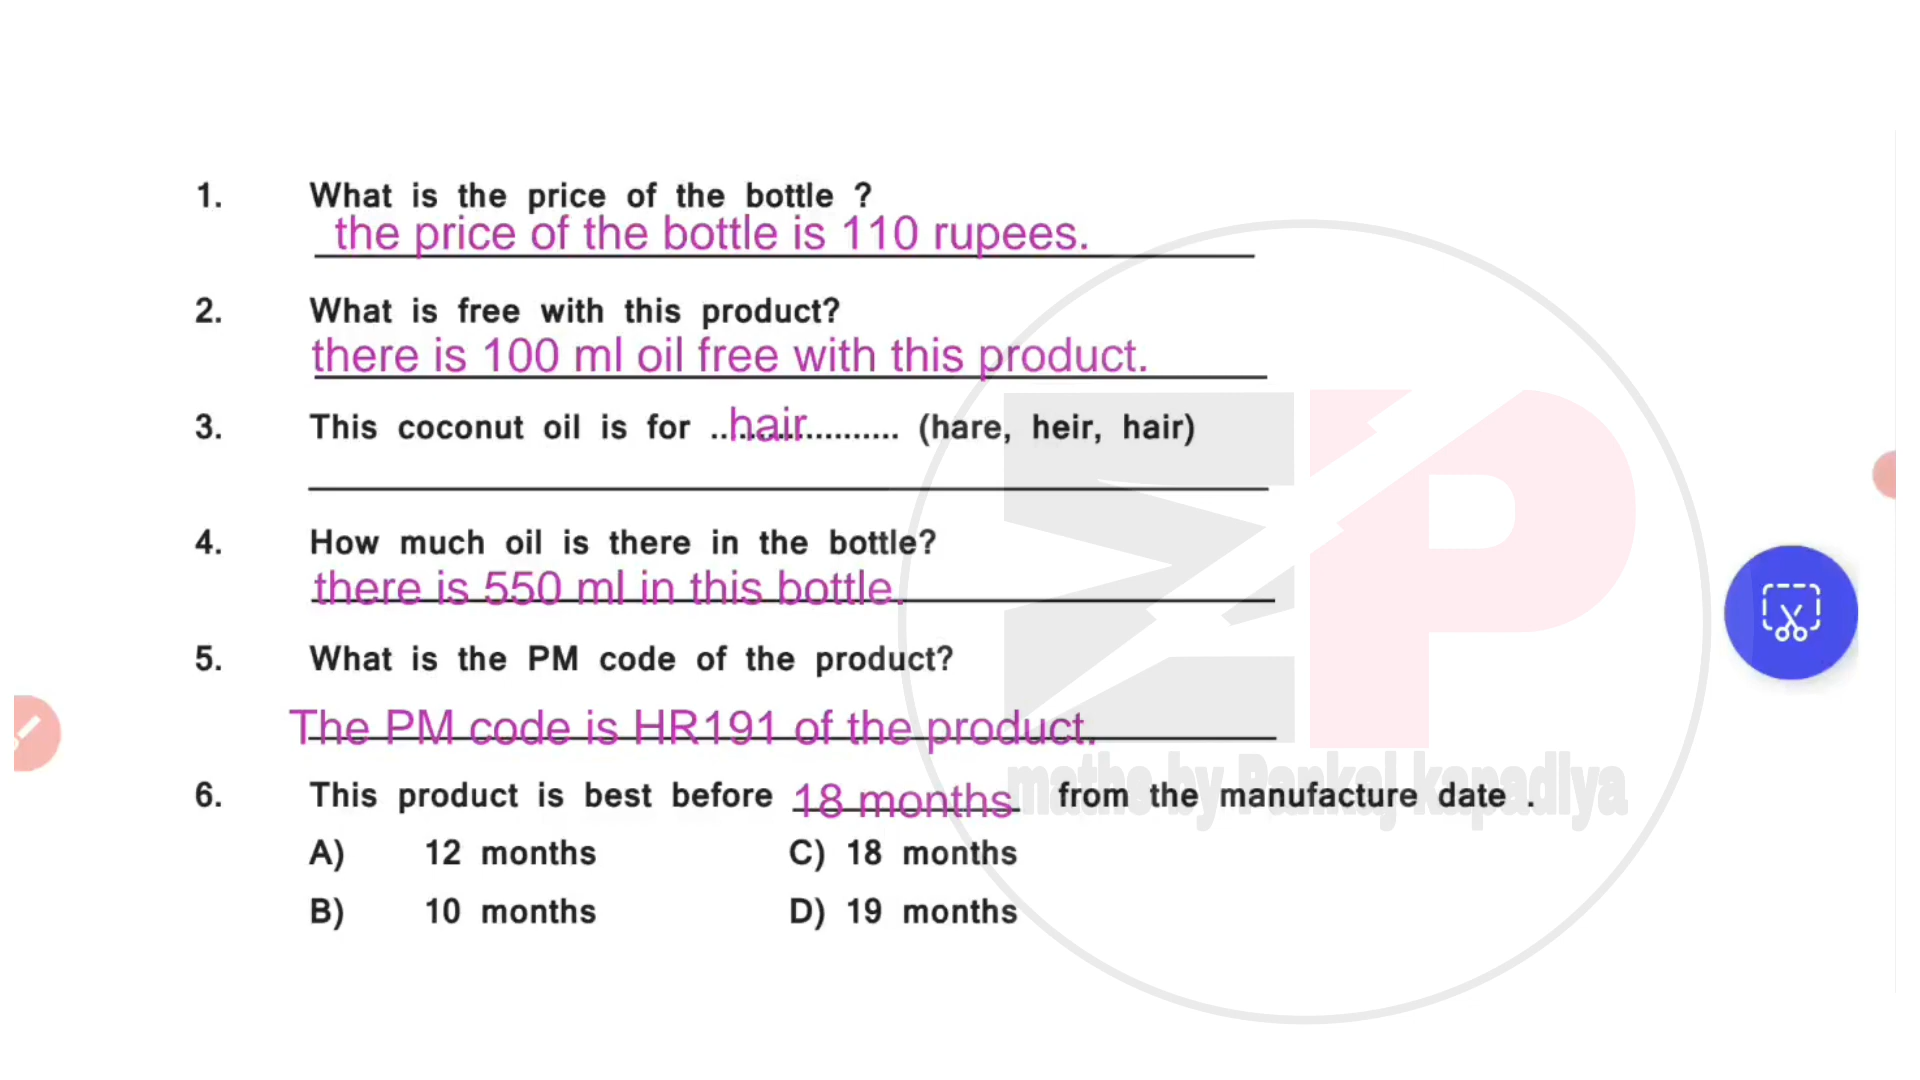 1. What is the price of the bottle ?
the price of the bottle is 110 rupees.
2. What is free with this product?
there is 100 ml oil free with this product.
3. This coconut oil is for ..hair.................. (hare, heir, hair)
4. How much oil is there in the bottle?
there is 550 ml in this bottle.
5. What is the PM code of the product?
The PM code is HR191 of the product.
6. This product is best before 18 months from the manufacture date .
maths by Pankaj kapadiya
A) 12 months C) 18 months
B) 10 months D) 19 months